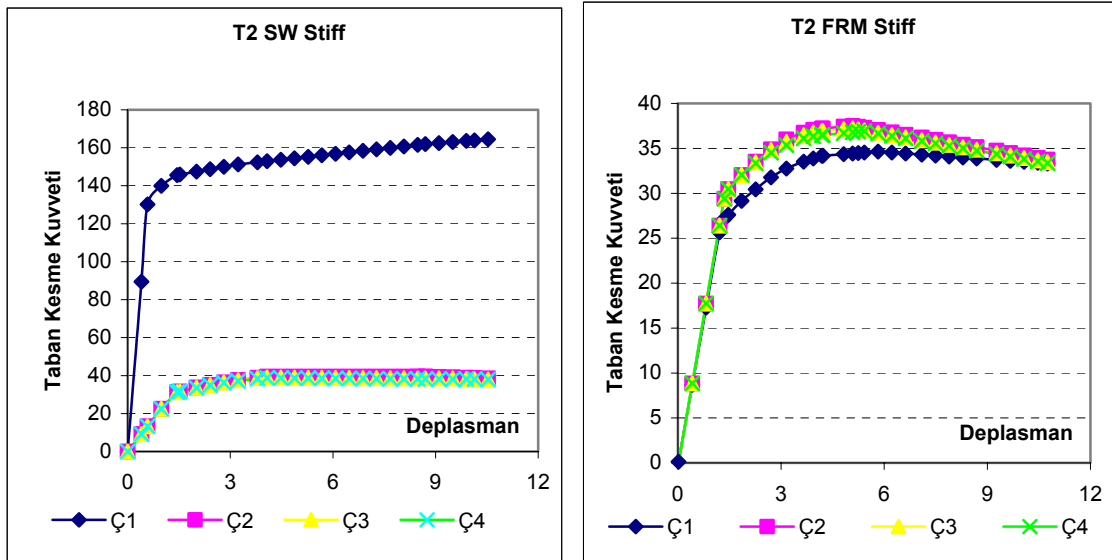 T2 SW Stiff
Taban Kesme Kuvveti
180
160
140
120
100
80
60
40
20
0
Deplasman
0 3 6 9 12
Ç1 Ç2 Ç3 Ç4
T2 FRM Stiff
Taban Kesme Kuvveti
40
35
30
25
20
15
10
5
0
Deplasman
0 3 6 9 12
Ç1 Ç2 Ç3 Ç4